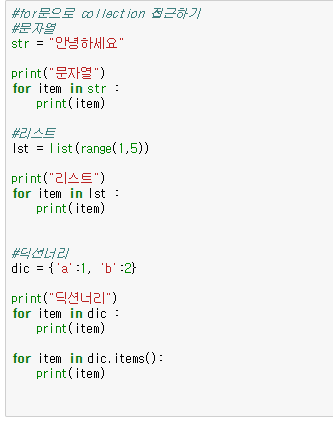 #for문으로 collection 접근하기
#문자열
str = "안녕하세요"
print("문자열")
for item in str :
    print(item)
#리스트
lst = list(range(1,5))
print("리스트")
for item in lst :
    print(item)
#딕션너리
dic = {'a':1, 'b':2}
print("딕션너리")
for item in dic :
    print(item)
for item in dic.items():
    print(item)